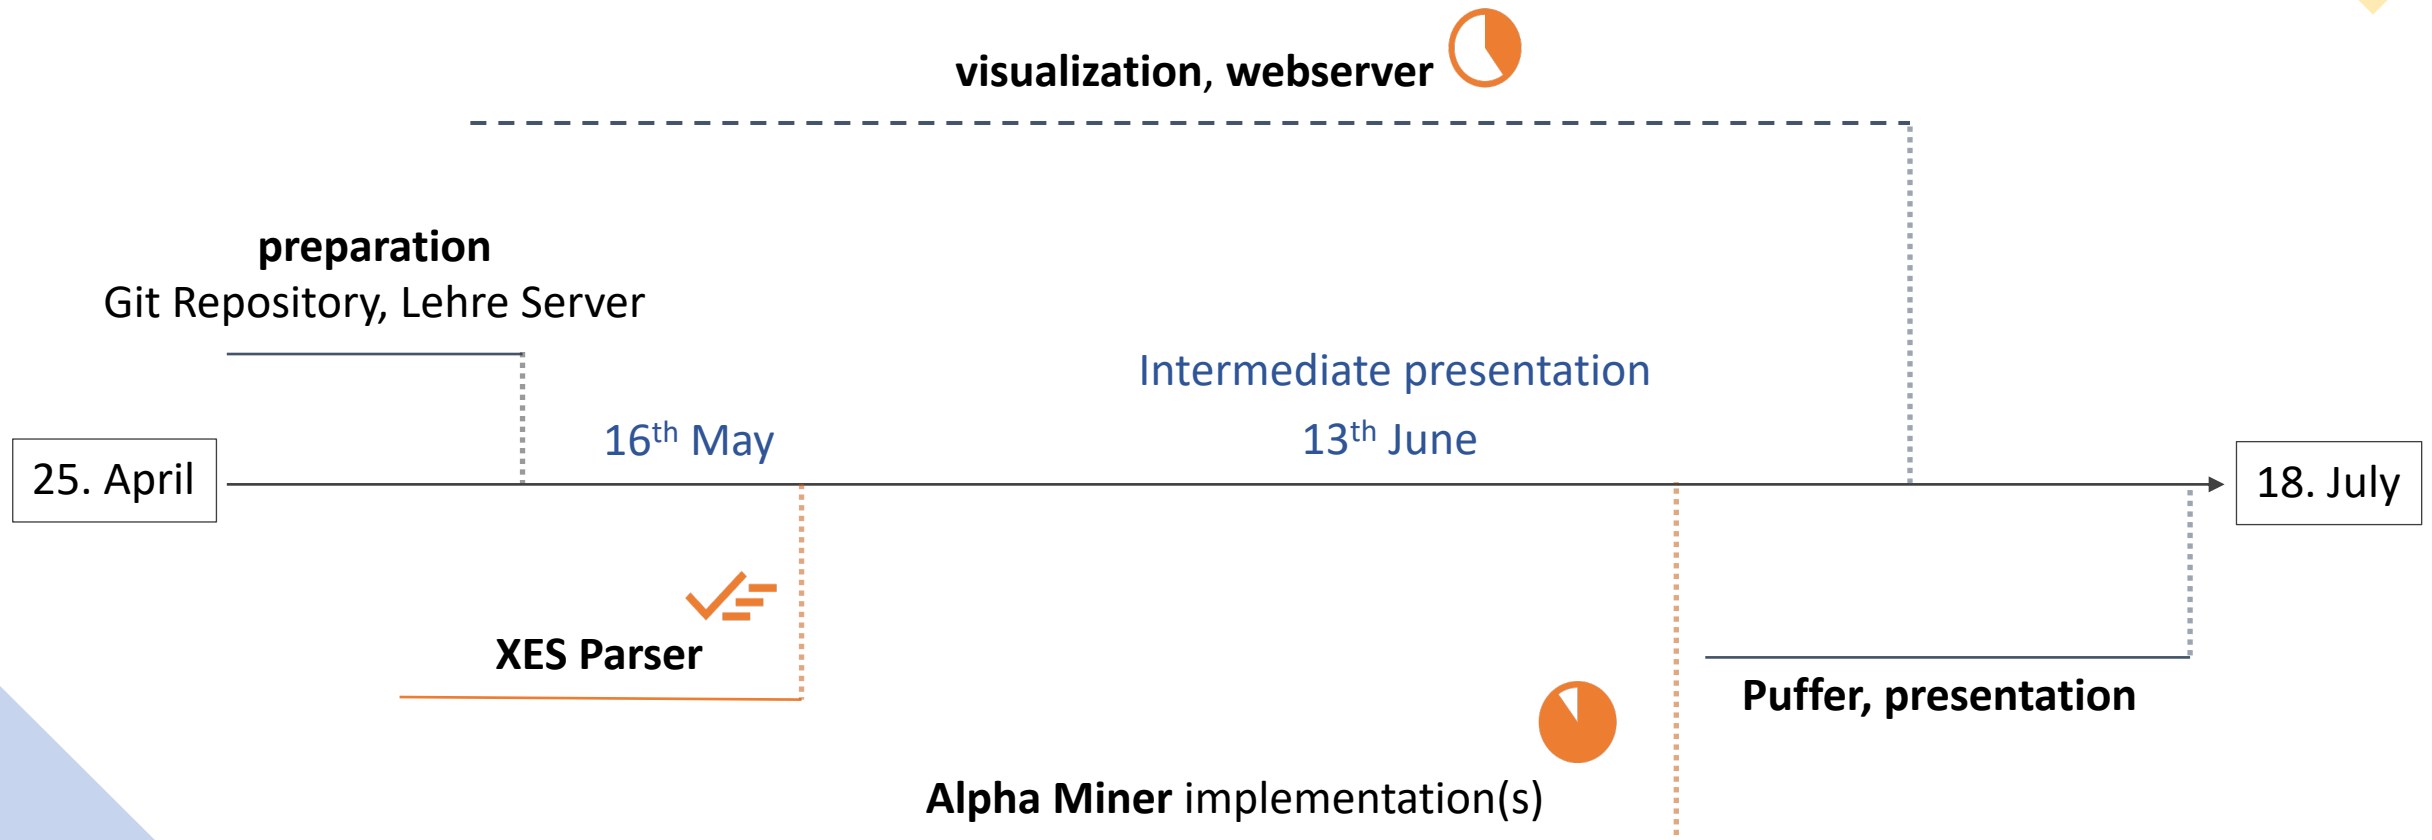 visualization, webserver
preparation
Git Repository, Lehre Server
Intermediate presentation
16th May
13th June
25. April
18. July
XES Parser
Puffer, presentation
Alpha Miner implementation(s)